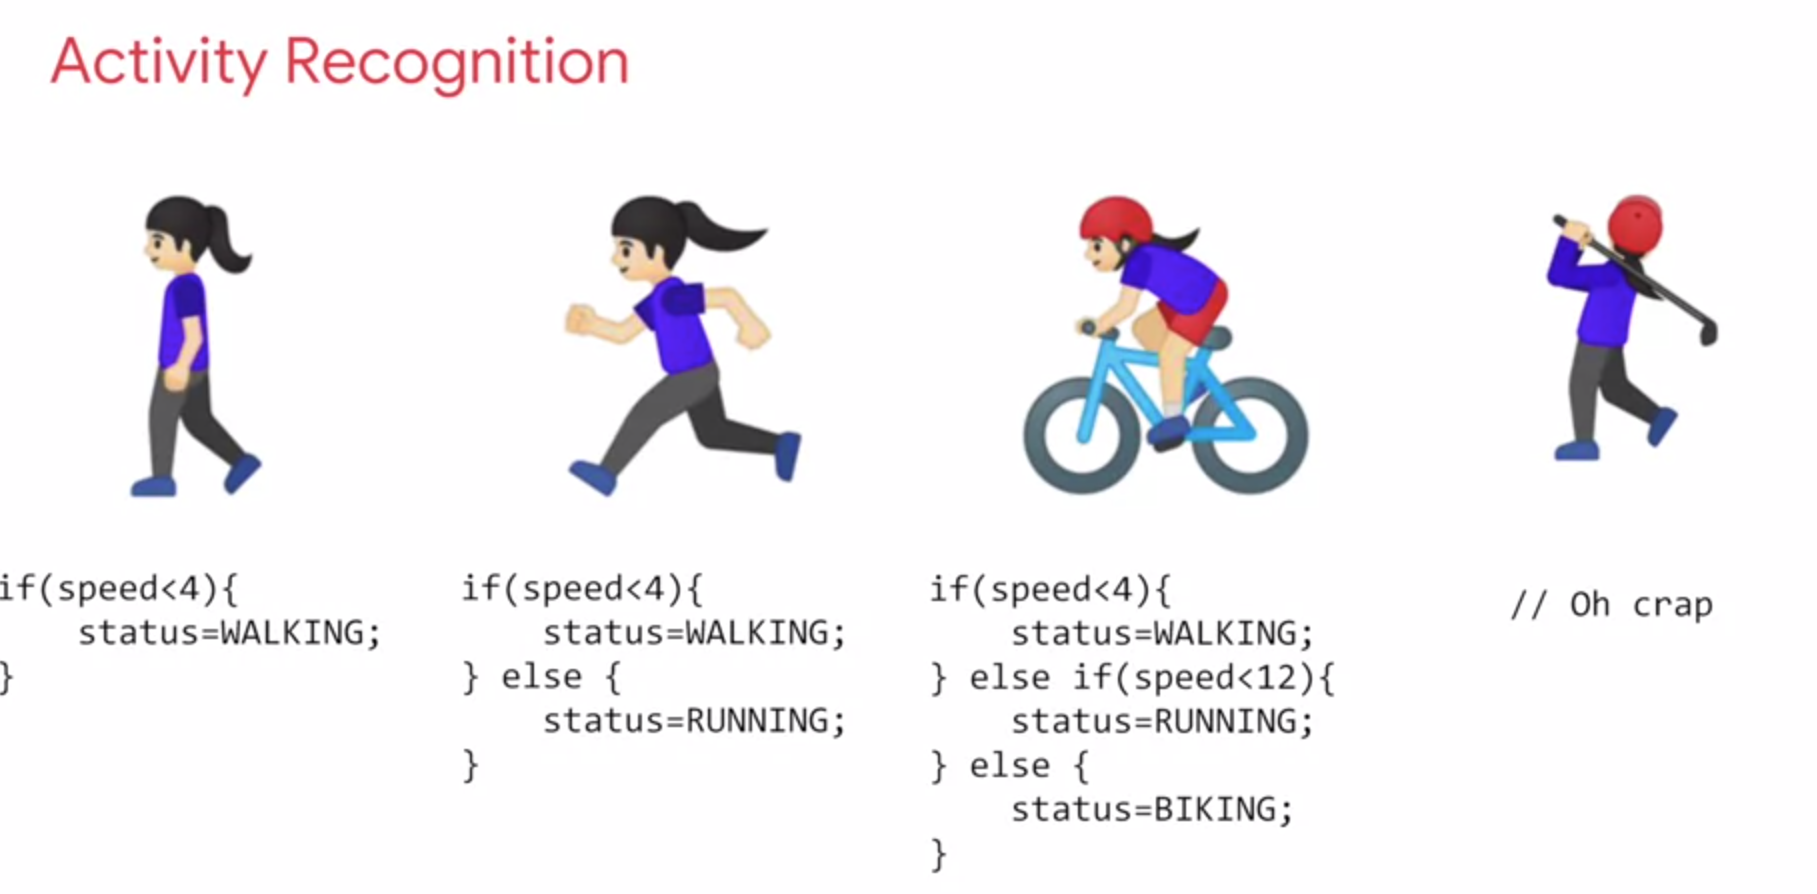 Activity Recognition
if(speed<4){
    status=WALKING;
}
if(speed<4){
    status=WALKING;
} else {
    status=RUNNING;
}
if(speed<4){
    status=WALKING;
} else if(speed<12){
    status=RUNNING;
} else {
    status=BIKING;
}
// Oh crap